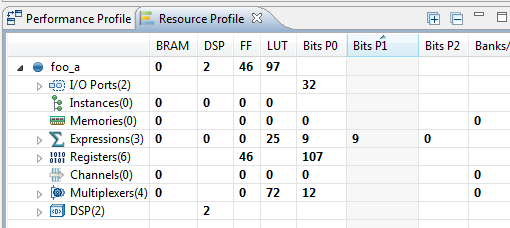 Performance Profile Resource Profile
BRAM DSP FF LUT Bits P0 Bits P1 Bits P2 Banks/
foo_a 0 2 46 97
I/O Ports(2) 32
Instances(0) 0 0 0 0
Memories(0) 0 0 0 0 0
Expressions(3) 0 0 0 25 9 9 0
Registers(6) 46 107
Channels(0) 0 0 0 0 0
Multiplexers(4) 0 0 72 12 0
DSP(2) 2